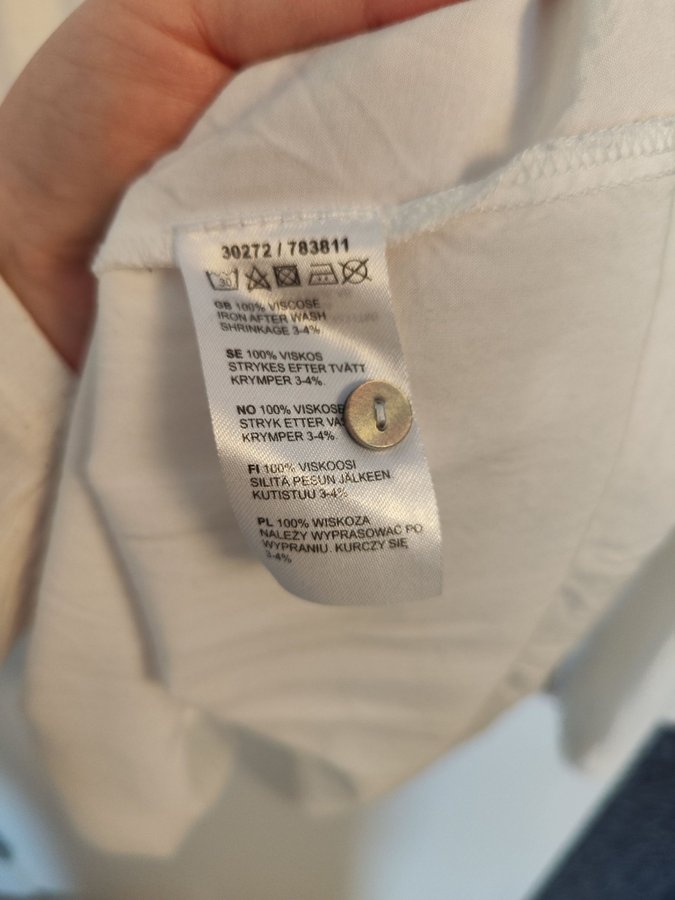 30272 / 783811
30
GB 100% VISCOSE
IRON AFTER WASH
SHRINKAGE 3-4%
SE 100% VISKOS
STRYKES EFTER TVÄTT
KRYMPER 3-4%.
NO 100% VISKOSE
STRYK ETTER
KRYMPER 3-4%.
FI 100% VISKOOSI
SILITÄ PESUN JÄLKEEN
KUTISTUU 3-4%
PL 100% WISKOZA
NALEŻY WYPRASOWAĆ PO
WYPRANIU. KURCZY SIĘ
3-4%